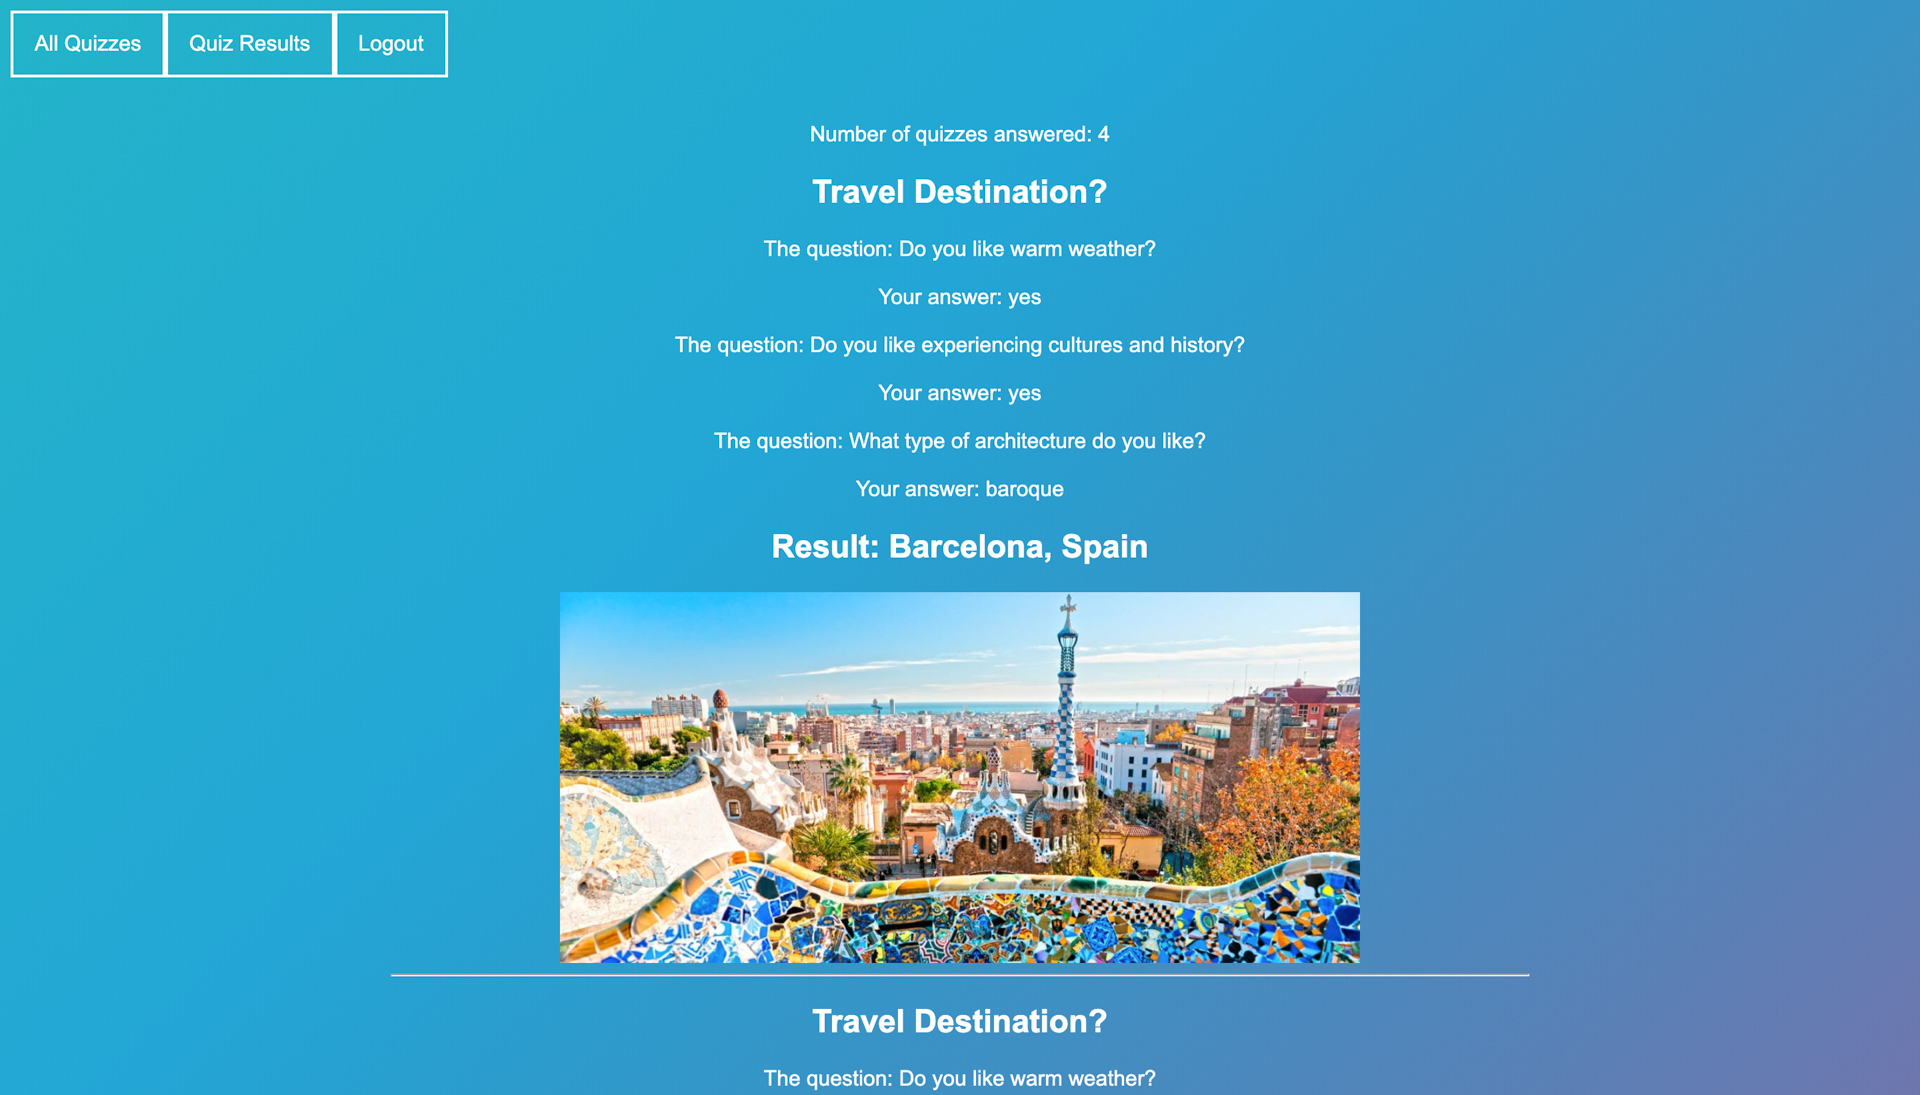 All Quizzes
Quiz Results
Logout
Number of quizzes answered: 4
Travel Destination?
The question: Do you like warm weather?
Your answer: yes
The question: Do you like experiencing cultures and history?
Your answer: yes
The question: What type of architecture do you like?
Your answer: baroque
Result: Barcelona, Spain
Travel Destination?
The question: Do you like warm weather?